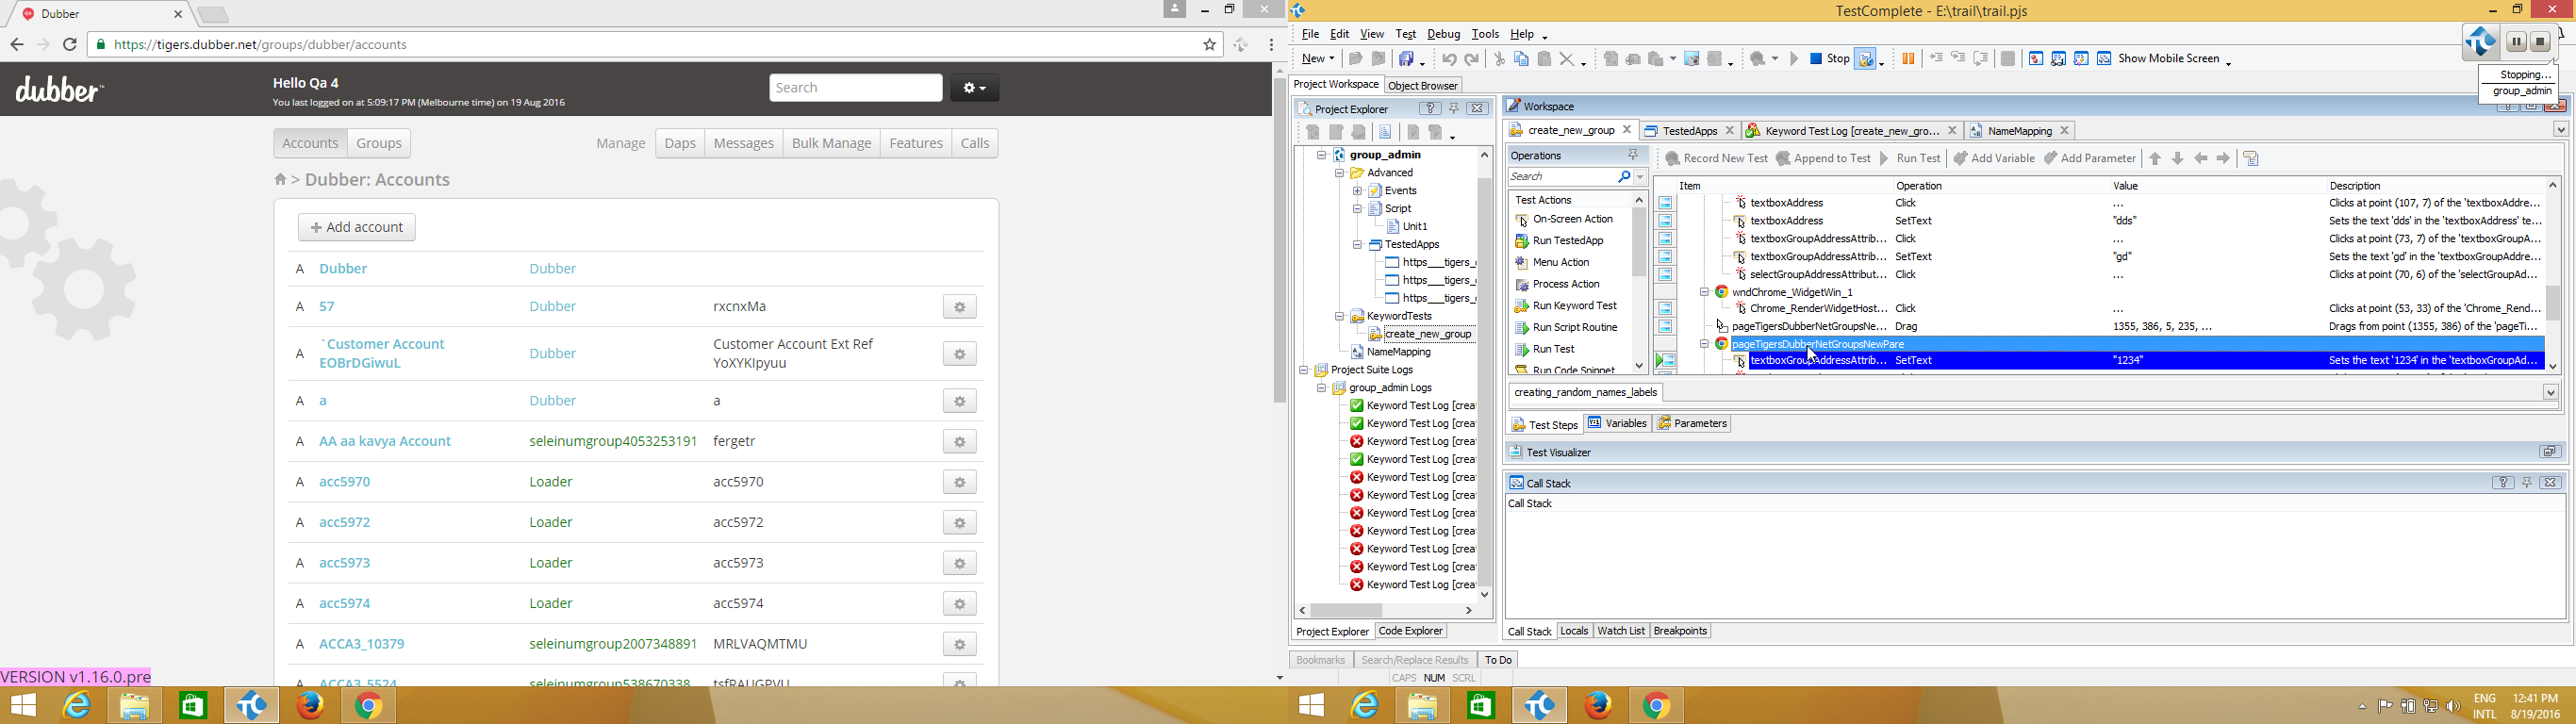 Dubber
https://tigers.dubber.net/groups/dubber/accounts
dubber
Hello Qa 4
You last logged on at 5:09:17 PM (Melbourne time) on 19 Aug 2016
Search
Accounts
Groups
Manage
Daps
Messages
Bulk Manage
Features
Calls
> Dubber: Accounts
+ Add account
A Dubber Dubber
A 57 Dubber rxcnxMa
A `Customer Account EOBrDGiwuL Dubber Customer Account Ext Ref YoXYKIpyuu
A a Dubber a
A AA aa kavya Account seleinumgroup4053253191 fergetr
A acc5970 Loader acc5970
A acc5972 Loader acc5972
A acc5973 Loader acc5973
A acc5974 Loader acc5974
A ACCA3_10379 seleinumgroup2007348891 MRLVAQMTMU
A ACCA3_5524 seleinumgroup538670338 tsfRAUGPVU
VERSION v1.16.0.pre
TestComplete - E:\trail\trail.pjs
File Edit View Test Debug Tools Help
New
Stop
Show Mobile Screen
Stopping...
group_admin
Project Workspace
Object Browser
Project Explorer
group_admin
Advanced
Events
Script
Unit1
TestedApps
https___tigers_
https___tigers_
https___tigers_
KeywordTests
create_new_group
NameMapping
Project Suite Logs
group_admin Logs
Keyword Test Log [crea
Keyword Test Log [crea
Keyword Test Log [crea
Keyword Test Log [crea
Keyword Test Log [crea
Keyword Test Log [crea
Keyword Test Log [crea
Keyword Test Log [crea
Keyword Test Log [crea
Keyword Test Log [crea
Keyword Test Log [crea
Project Explorer
Code Explorer
Workspace
create_new_group
TestedApps
Keyword Test Log [create_new_gro...
NameMapping
Operations
Search
Test Actions
On-Screen Action
Run TestedApp
Menu Action
Process Action
Run Keyword Test
Run Script Routine
Run Test
Run Code Snippet
Record New Test
Append to Test
Run Test
Add Variable
Add Parameter
Item Operation Value Description
textboxAddress Click ... Clicks at point (107, 7) of the 'textboxAddre...
textboxAddress SetText "dds" Sets the text 'dds' in the 'textboxAddress' te...
textboxGroupAddressAttrib... Click ... Clicks at point (73, 7) of the 'textboxGroupA...
textboxGroupAddressAttrib... SetText "gd" Sets the text 'gd' in the 'textboxGroupAddres...
selectGroupAddressAttribut... Click ... Clicks at point (70, 6) of the 'selectGroupAd...
wndChrome_WidgetWin_1
Chrome_RenderWidgetHost... Click ... Clicks at point (53, 33) of the 'Chrome_Rend...
pageTigersDubberNetGroupsNe... Drag 1355, 386, 5, 235, ... Drags from point (1355, 386) of the 'pageTi...
pageTigersDubberNetGroupsNewPare
textboxGroupAddressAttrib... SetText "1234" Sets the text '1234' in the 'textboxGroupAd...
creating_random_names_labels
Test Steps
Variables
Parameters
Test Visualizer
Call Stack
Call Stack
Call Stack
Locals
Watch List
Breakpoints
Bookmarks
Search/Replace Results
To Do
CAPS NUM SCRL
ENG
INTL
12:41 PM
8/19/2016